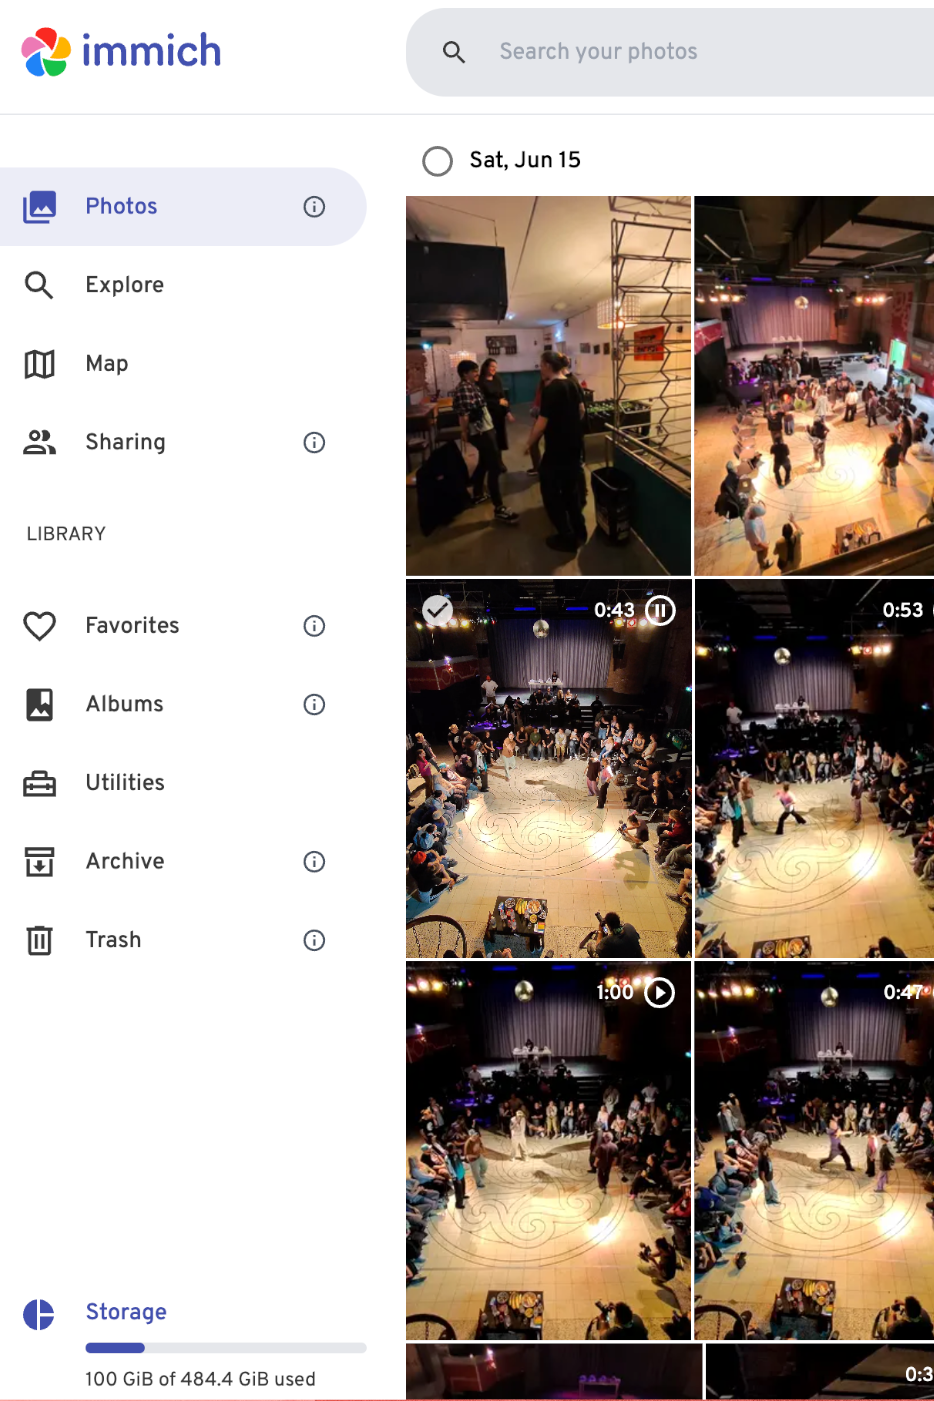 immich
Search your photos
Sat, Jun 15
Photos
Explore
Map
Sharing
LIBRARY
Favorites
Albums
Utilities
Archive
Trash
Storage
100 GiB of 484.4 GiB used
0:43
0:53
1:00
0:47
0:3